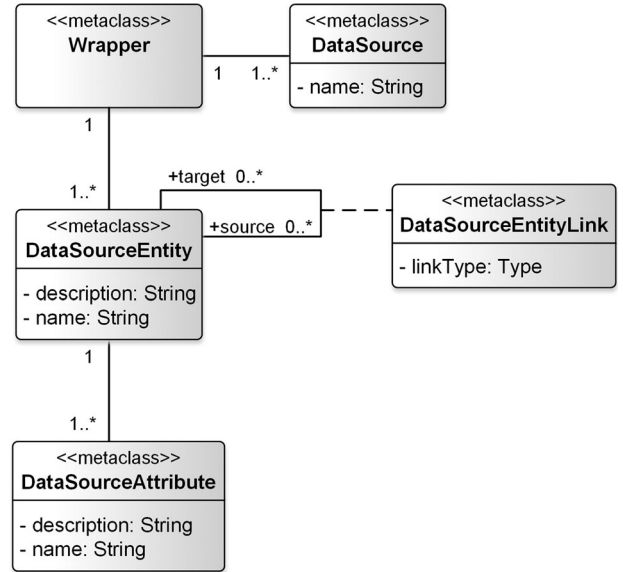 <<metaclass>>
Wrapper
<<metaclass>>
DataSource
- name: String
1 1..*
1
1..*
+target 0..*
+source 0..*
<<metaclass>>
DataSourceEntity
- description: String
- name: String
<<metaclass>>
DataSourceEntityLink
- linkType: Type
1
1..*
<<metaclass>>
DataSourceAttribute
- description: String
- name: String